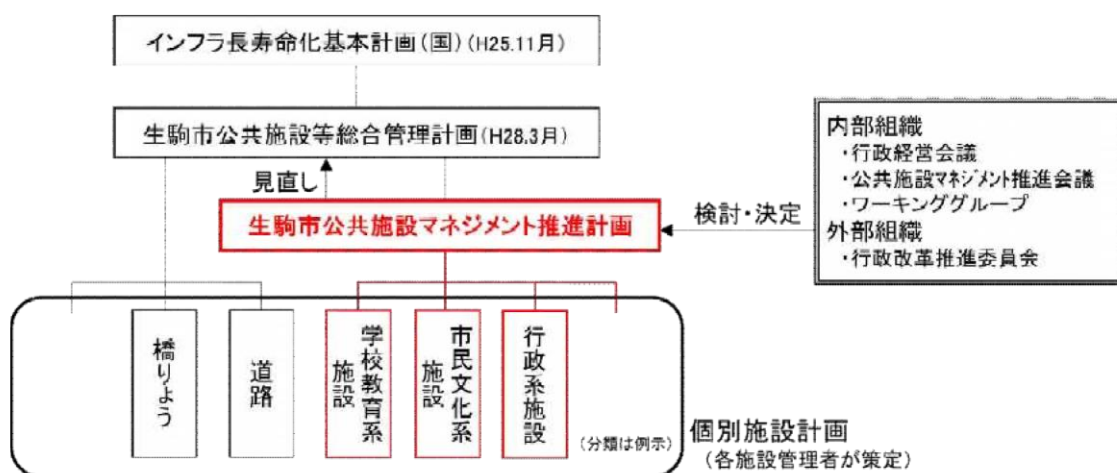 インフラ長寿命化基本計画(国)(H25.11月)
生駒市公共施設等総合管理計画(H28.3月)
見直し
生駒市公共施設マネジメント推進計画
検討・決定
内部組織
・行政経営会議
・公共施設マネジメント推進会議
・ワーキンググループ
外部組織
・行政改革推進委員会
橋りょう
道路
学校教育系
施設
市民文化系
施設
行政系施設
(分類は例示)
個別施設計画
(各施設管理者が策定)